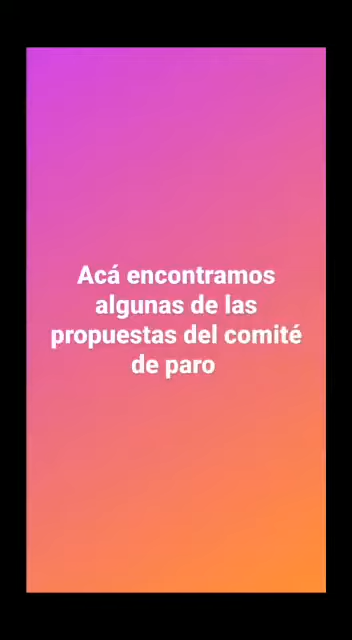 Acá encontramos
algunas de las
propuestas del comité
de paro